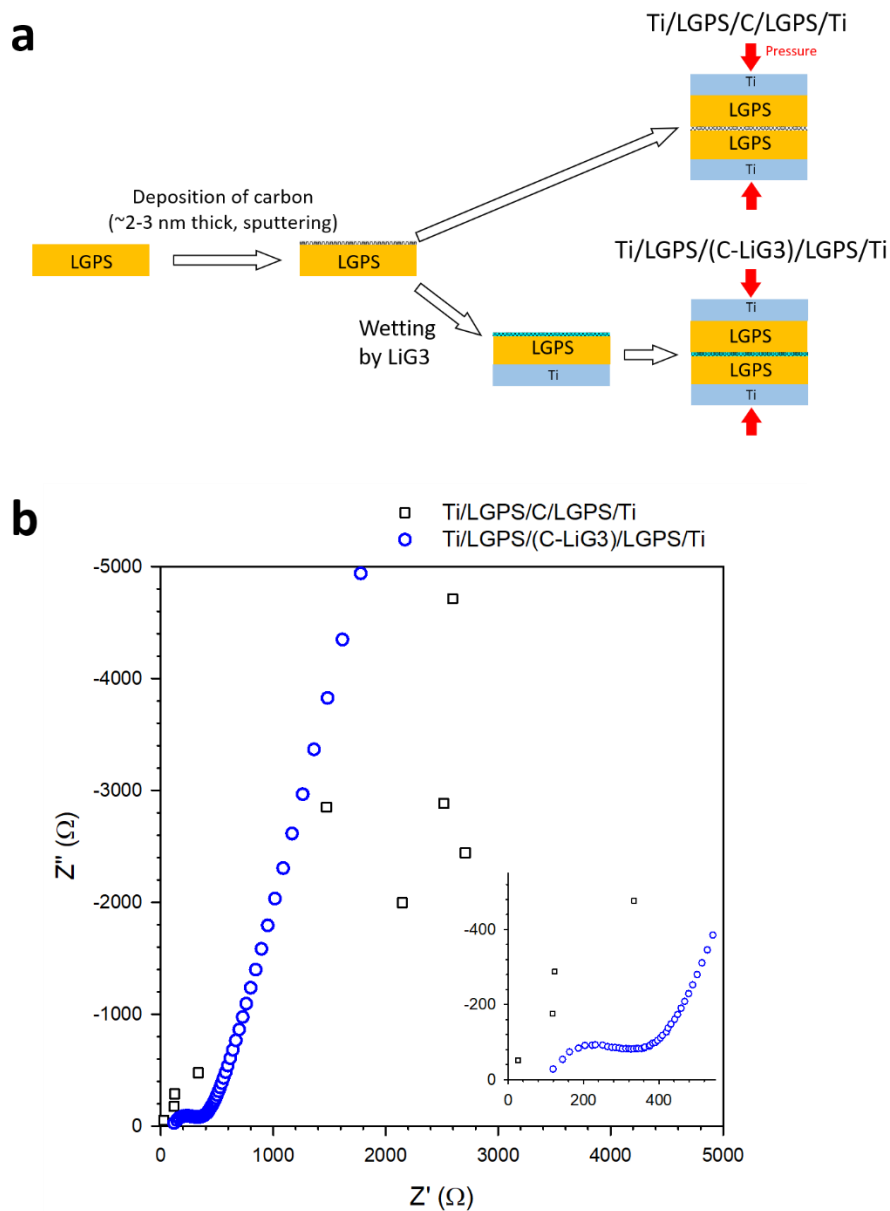 a
Ti/LGPS/C/LGPS/Ti
Pressure
Ti
LGPS
LGPS
Ti
Deposition of carbon
(~2-3 nm thick, sputtering)
LGPS
LGPS
Ti/LGPS/(C-LiG3)/LGPS/Ti
Wetting
by LiG3
LGPS
Ti
Ti
LGPS
LGPS
Ti
b
Ti/LGPS/C/LGPS/Ti
Ti/LGPS/(C-LiG3)/LGPS/Ti
-5000
-4000
-3000
-2000
-1000
0
Z'' (Ω)
-400
-200
0
0 200 400
0 1000 2000 3000 4000 5000
Z' (Ω)